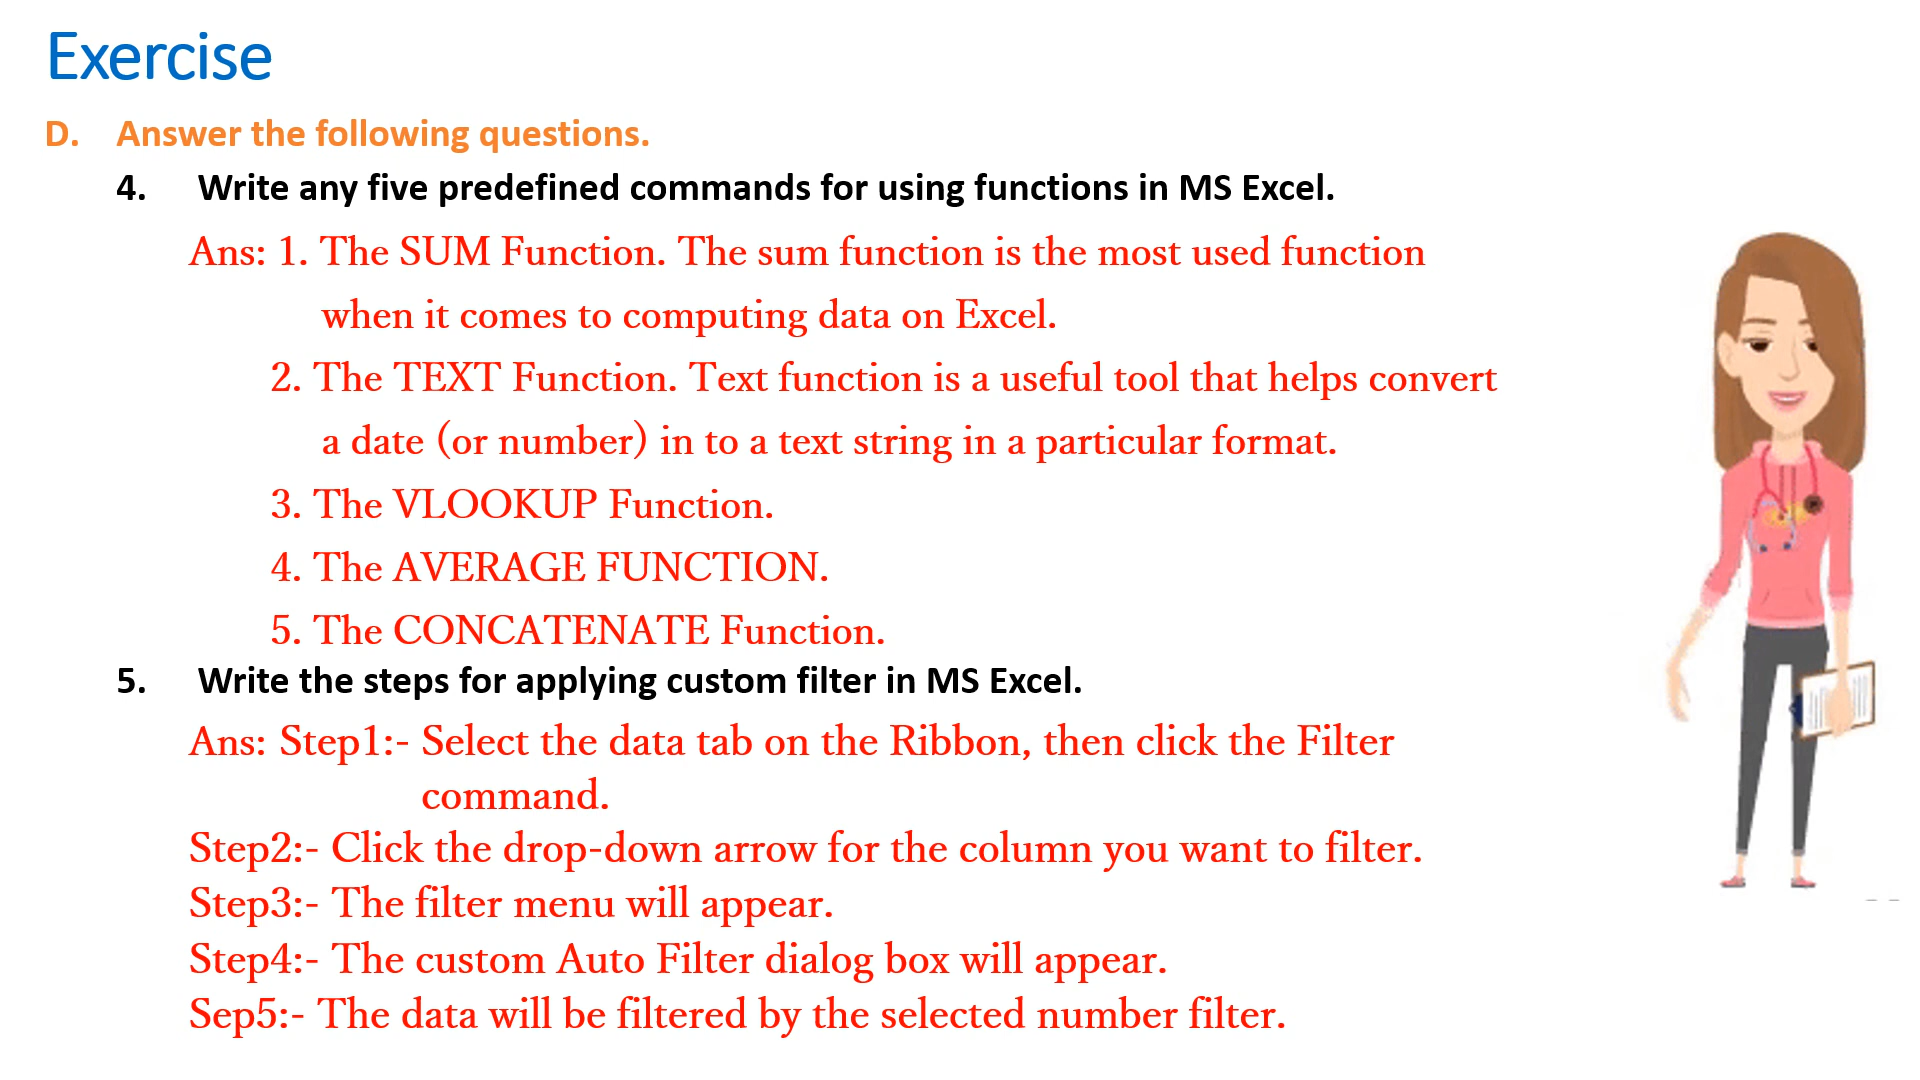 Exercise
D. Answer the following questions.
4. Write any five predefined commands for using functions in MS Excel.
Ans: 1. The SUM Function. The sum function is the most used function
when it comes to computing data on Excel.
2. The TEXT Function. Text function is a useful tool that helps convert
a date (or number) in to a text string in a particular format.
3. The VLOOKUP Function.
4. The AVERAGE FUNCTION.
5. The CONCATENATE Function.
5. Write the steps for applying custom filter in MS Excel.
Ans: Step1:- Select the data tab on the Ribbon, then click the Filter
command.
Step2:- Click the drop-down arrow for the column you want to filter.
Step3:- The filter menu will appear.
Step4:- The custom Auto Filter dialog box will appear.
Sep5:- The data will be filtered by the selected number filter.